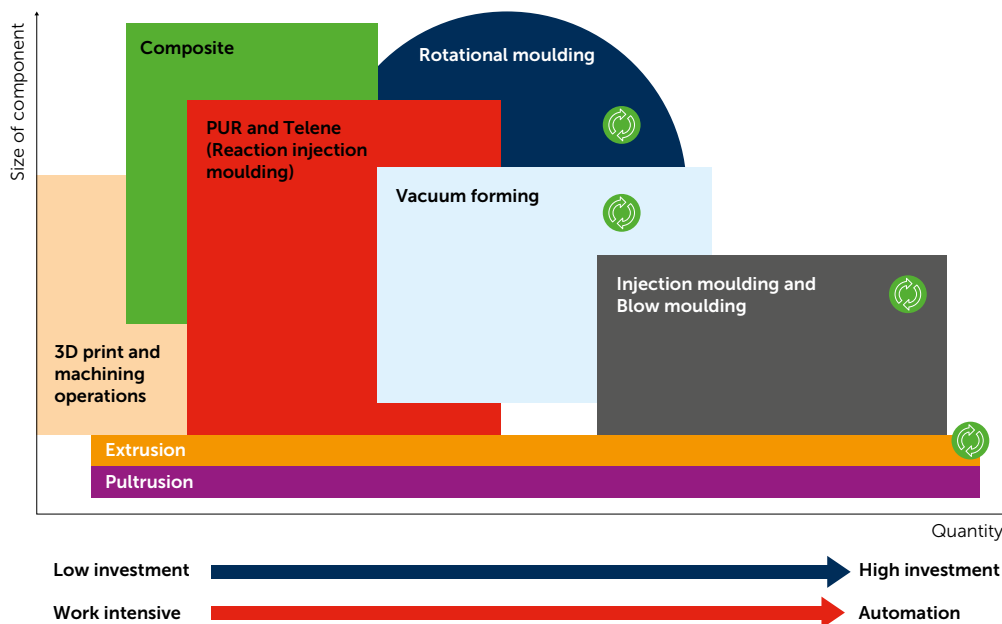 Size of component
Composite
Rotational moulding
PUR and Telene
(Reaction injection
moulding)
Vacuum forming
Injection moulding and
Blow moulding
3D print and
machining
operations
Extrusion
Pultrusion
Quantity
Low investment
High investment
Work intensive
Automation